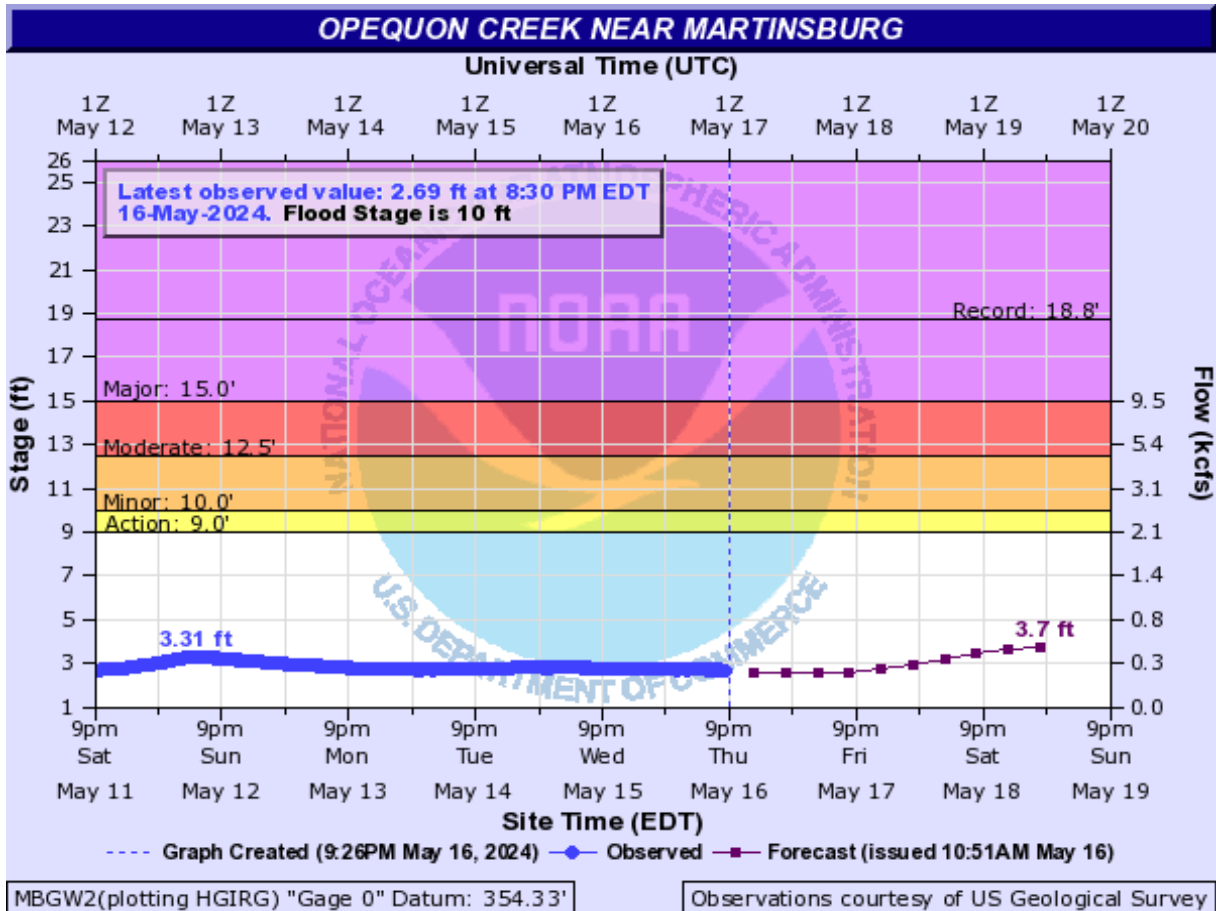 OPEQUON CREEK NEAR MARTINSBURG
Universal Time (UTC)
1Z 1Z 1Z 1Z 1Z 1Z 1Z 1Z 1Z
May 12 May 13 May 14 May 15 May 16 May 17 May 18 May 19 May 20
Latest observed value: 2.69 ft at 8:30 PM EDT
16-May-2024. Flood Stage is 10 ft
NATIONAL OCEANIC AND ATMOSPHERIC ADMINISTRATION
NOAA
U.S. DEPARTMENT OF COMMERCE
Stage (ft)
26
25
23
21
19
17
15
13
11
9
7
5
3
1
Record: 18.8'
Major: 15.0'
Moderate: 12.5'
Minor: 10.0'
Action: 9.0'
3.31 ft
3.7 ft
Flow (kcfs)
9.5
5.4
3.1
2.1
1.4
0.8
0.3
0.0
9pm 9pm 9pm 9pm 9pm 9pm 9pm 9pm 9pm
Sat Sun Mon Tue Wed Thu Fri Sat Sun
May 11 May 12 May 13 May 14 May 15 May 16 May 17 May 18 May 19
Site Time (EDT)
Graph Created (9:26PM May 16, 2024) Observed Forecast (issued 10:51AM May 16)
MBGW2(plotting HGIRG) "Gage 0" Datum: 354.33'
Observations courtesy of US Geological Survey